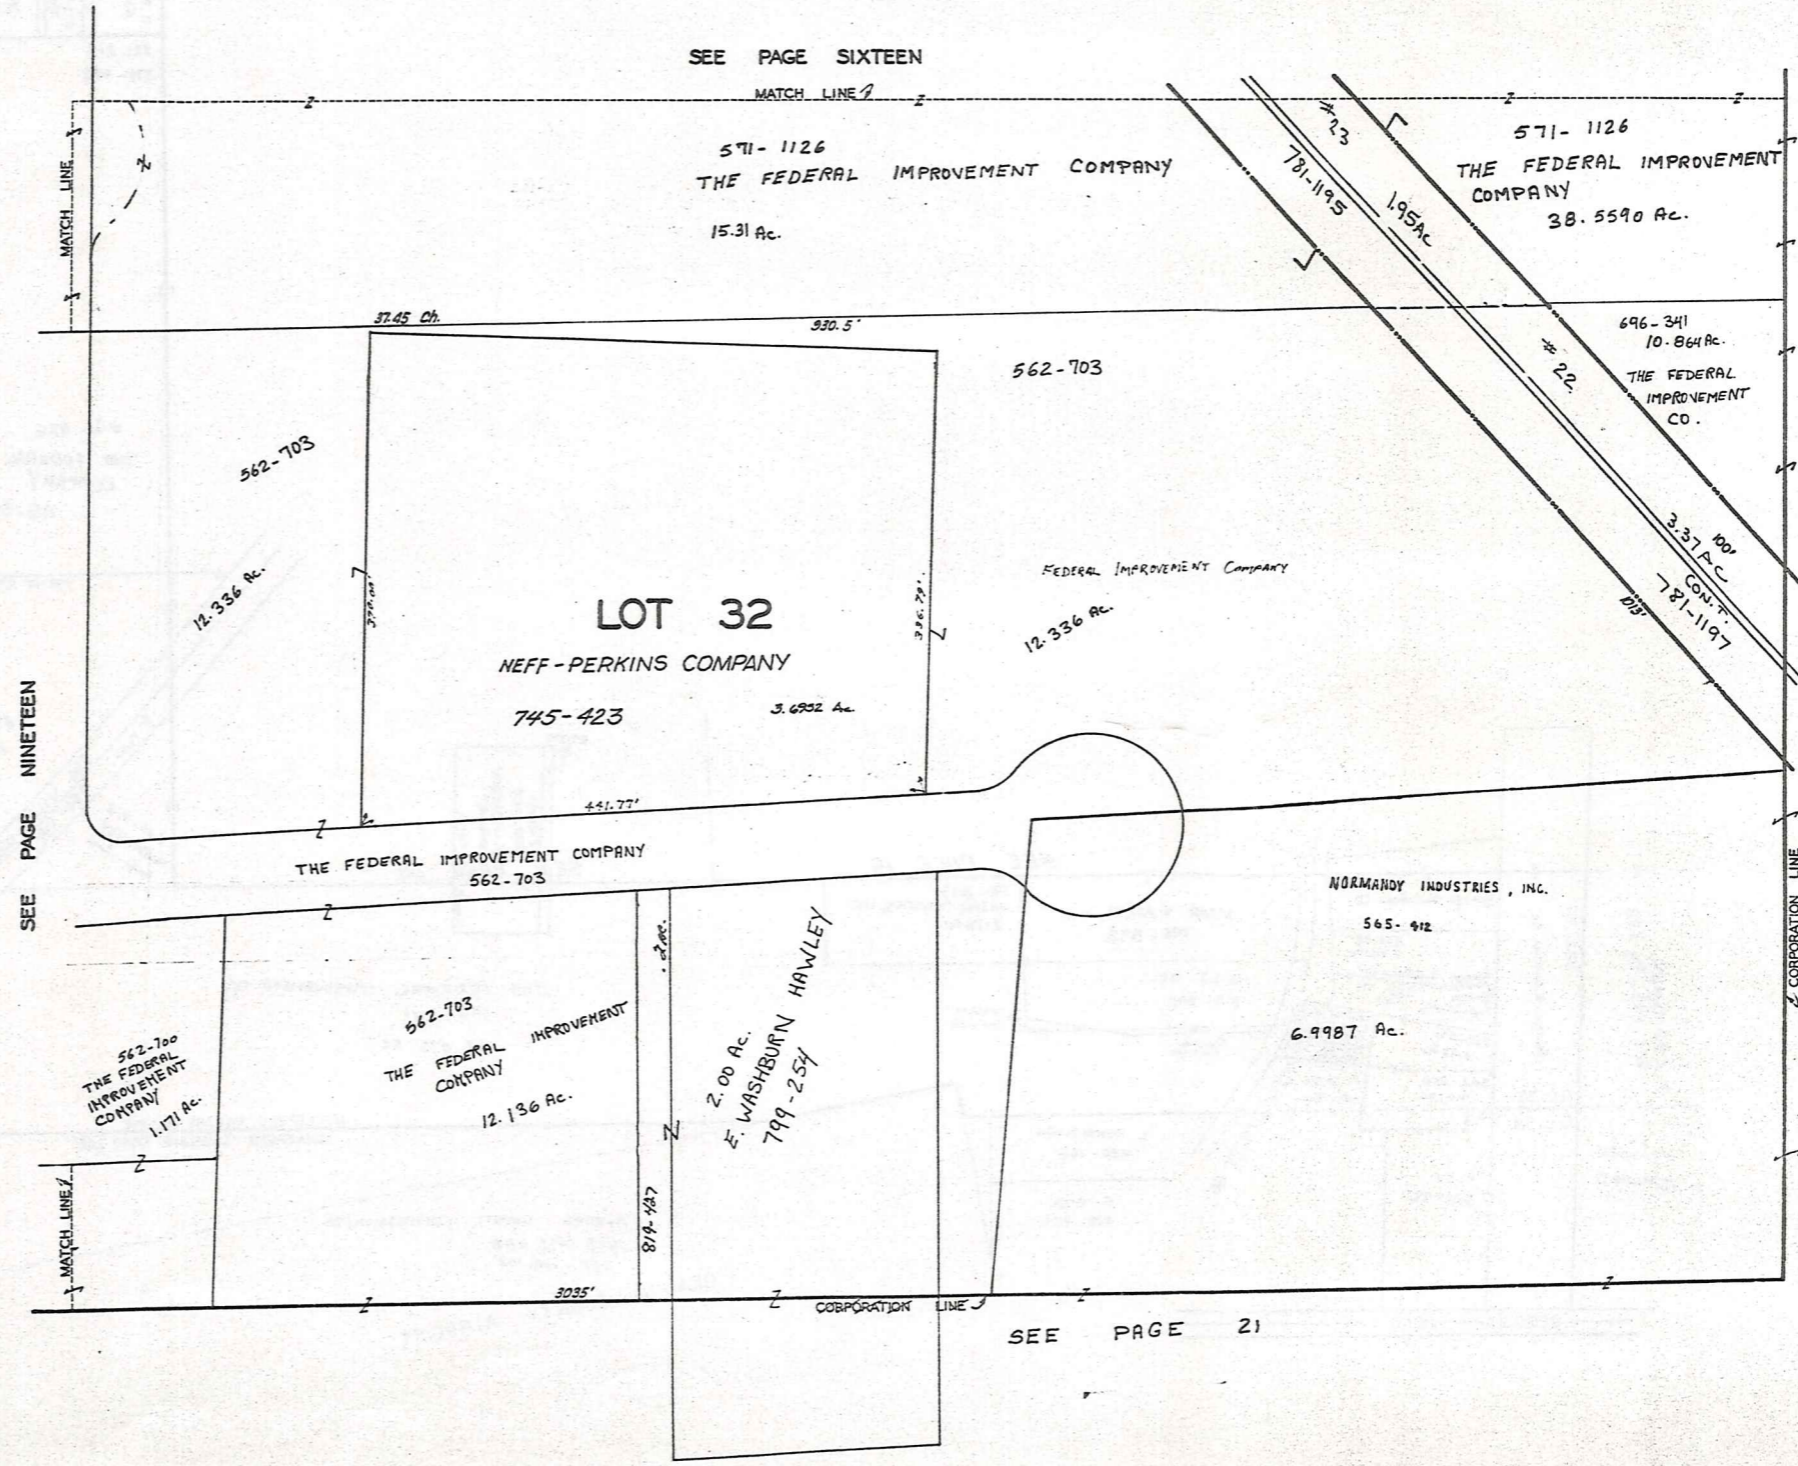 SEE PAGE SIXTEEN
MATCH LINE
MATCH LINE
571-1126
THE FEDERAL IMPROVEMENT COMPANY
15.31 Ac.
#23
781-1195
1.95Ac
571-1126
THE FEDERAL IMPROVEMENT
COMPANY
38.5590 Ac.
37.45 Ch.
930.5'
562-703
696-341
10.864Ac.
THE FEDERAL
IMPROVEMENT
CO.
#22
562-703
12.336 Ac.
LOT 32
NEFF-PERKINS COMPANY
745-423
336.79'
FEDERAL IMPROVEMENT COMPANY
12.336 Ac.
3.37 AC
100'
CON.T.
781-1197
1013'
SEE PAGE NINETEEN
441.77'
THE FEDERAL IMPROVEMENT COMPANY
562-703
NORMANDY INDUSTRIES, INC.
6.9987 Ac.
CORPORATION LINE
.2 AC.
2.00 Ac.
E. WASHBURN HAWLEY
799-254
562-703
THE FEDERAL IMPROVEMENT
COMPANY
12.136 Ac.
562-700
THE FEDERAL
IMPROVEMENT
COMPANY
1.171 Ac.
819-427
MATCH LINE
3035'
CORPORATION LINE
SEE PAGE 21